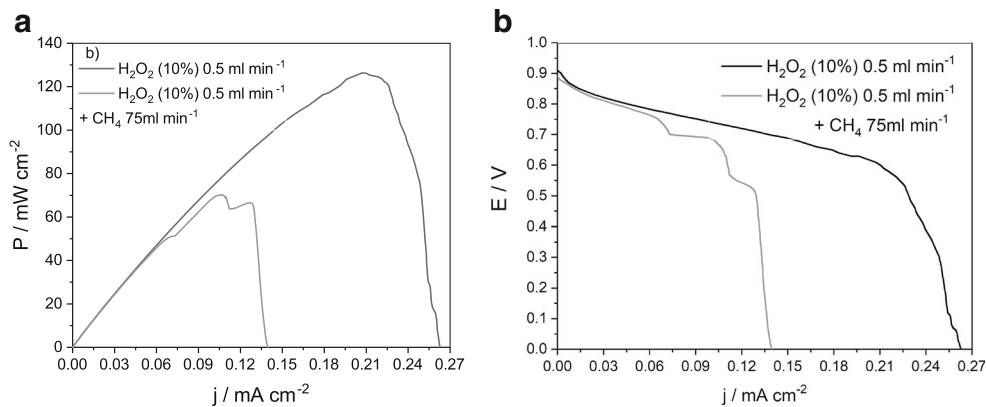 a
b)
H₂O₂ (10%) 0.5 ml min⁻¹
H₂O₂ (10%) 0.5 ml min⁻¹
+ CH₄ 75ml min⁻¹
P / mW cm⁻²
140
120
100
80
60
40
20
0
0.00 0.03 0.06 0.09 0.12 0.15 0.18 0.21 0.24 0.27
j / mA cm⁻²
b
H₂O₂ (10%) 0.5 ml min⁻¹
H₂O₂ (10%) 0.5 ml min⁻¹
+ CH₄ 75ml min⁻¹
E / V
1.0
0.9
0.8
0.7
0.6
0.5
0.4
0.3
0.2
0.1
0.0
0.00 0.03 0.06 0.09 0.12 0.15 0.18 0.21 0.24 0.27
j / mA cm⁻²